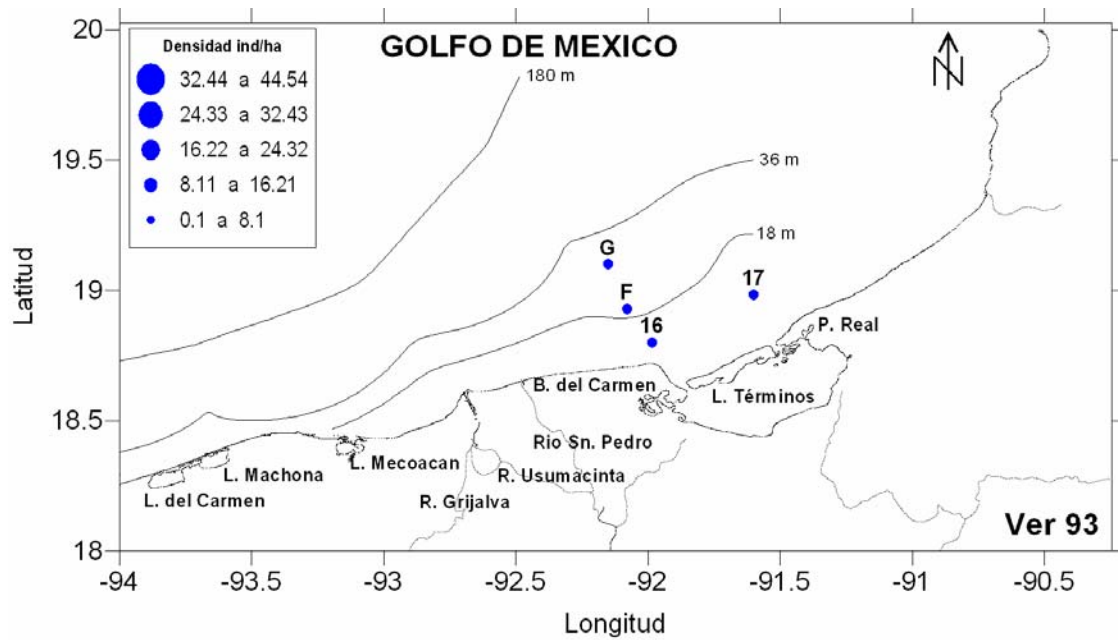 GOLFO DE MEXICO
Densidad ind/ha
32.44 a 44.54
24.33 a 32.43
16.22 a 24.32
8.11 a 16.21
0.1 a 8.1
N
180 m
36 m
18 m
G
F
16
17
P. Real
B. del Carmen
L. Términos
Rio Sn. Pedro
L. Mecoacan
L. Machona
R. Usumacinta
L. del Carmen
R. Grijalva
Ver 93
Latitud
20
19.5
19
18.5
18
-94
-93.5
-93
-92.5
-92
-91.5
-91
-90.5
Longitud